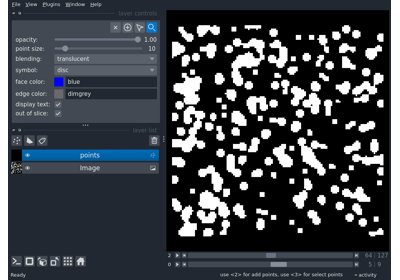 File View Plugins Window Help
layer controls
opacity: 1.00
point size: 10
blending: translucent
symbol: disc
face color: blue
edge color: dimgrey
display text:
out of slice:
layer list
points
Image
2 64 127
0 5 9
use <2> for add points, use <3> for select points activity